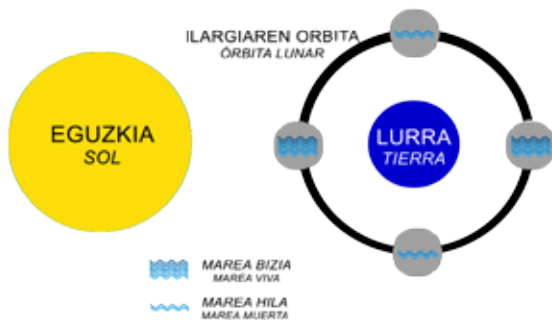 ILARGIAREN ORBITA
ÓRBITA LUNAR
EGUZKIA
SOL
LURRA
TIERRA
MAREA BIZIA
MAREA VIVA
MAREA HILA
MAREA MUERTA